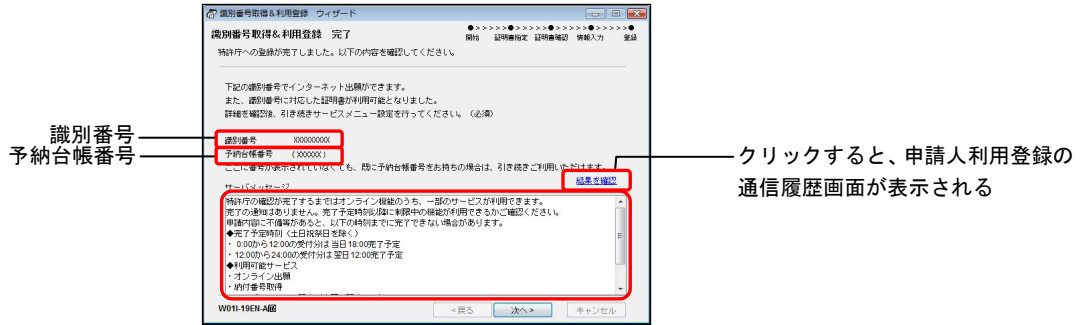 識別番号取得&利用登録 ウィザード
識別番号取得&利用登録 完了
●>>>>>●>>>>>●>>>>>●>>>>>●
開始 証明書指定 証明書確認 情報入力 登録
特許庁への登録が完了しました。以下の内容を確認してください。
下記の識別番号でインターネット出願ができます。
また、識別番号に対応した証明書が利用可能となりました。
詳細を確認後、引き続きサービスメニュー設定を行ってください。（必須）
識別番号
識別番号 XXXXXXXXX
予納台帳番号
予納台帳番号 （XXXXXX）
ここに番号が表示されていなくても、既に予納台帳番号をお持ちの場合は、引き続きご利用いただけます。
クリックすると、申請人利用登録の
通信履歴画面が表示される
結果を確認
サーバメッセージ
特許庁の確認が完了するまではオンライン機能のうち、一部のサービスが利用できます。
完了の通知はありません。完了予定時刻以降に制限中の機能が利用できるかご確認ください。
申請内容に不備等があると、以下の時刻までに完了できない場合があります。
◆完了予定時刻（土日祝祭日を除く）
・ 0:00から12:00の受付分は当日18:00完了予定
・ 12:00から24:00の受付分は翌日12:00完了予定
◆利用可能サービス
・オンライン出願
・納付番号取得
W01I-19EN-A個
<戻る 次へ> キャンセル